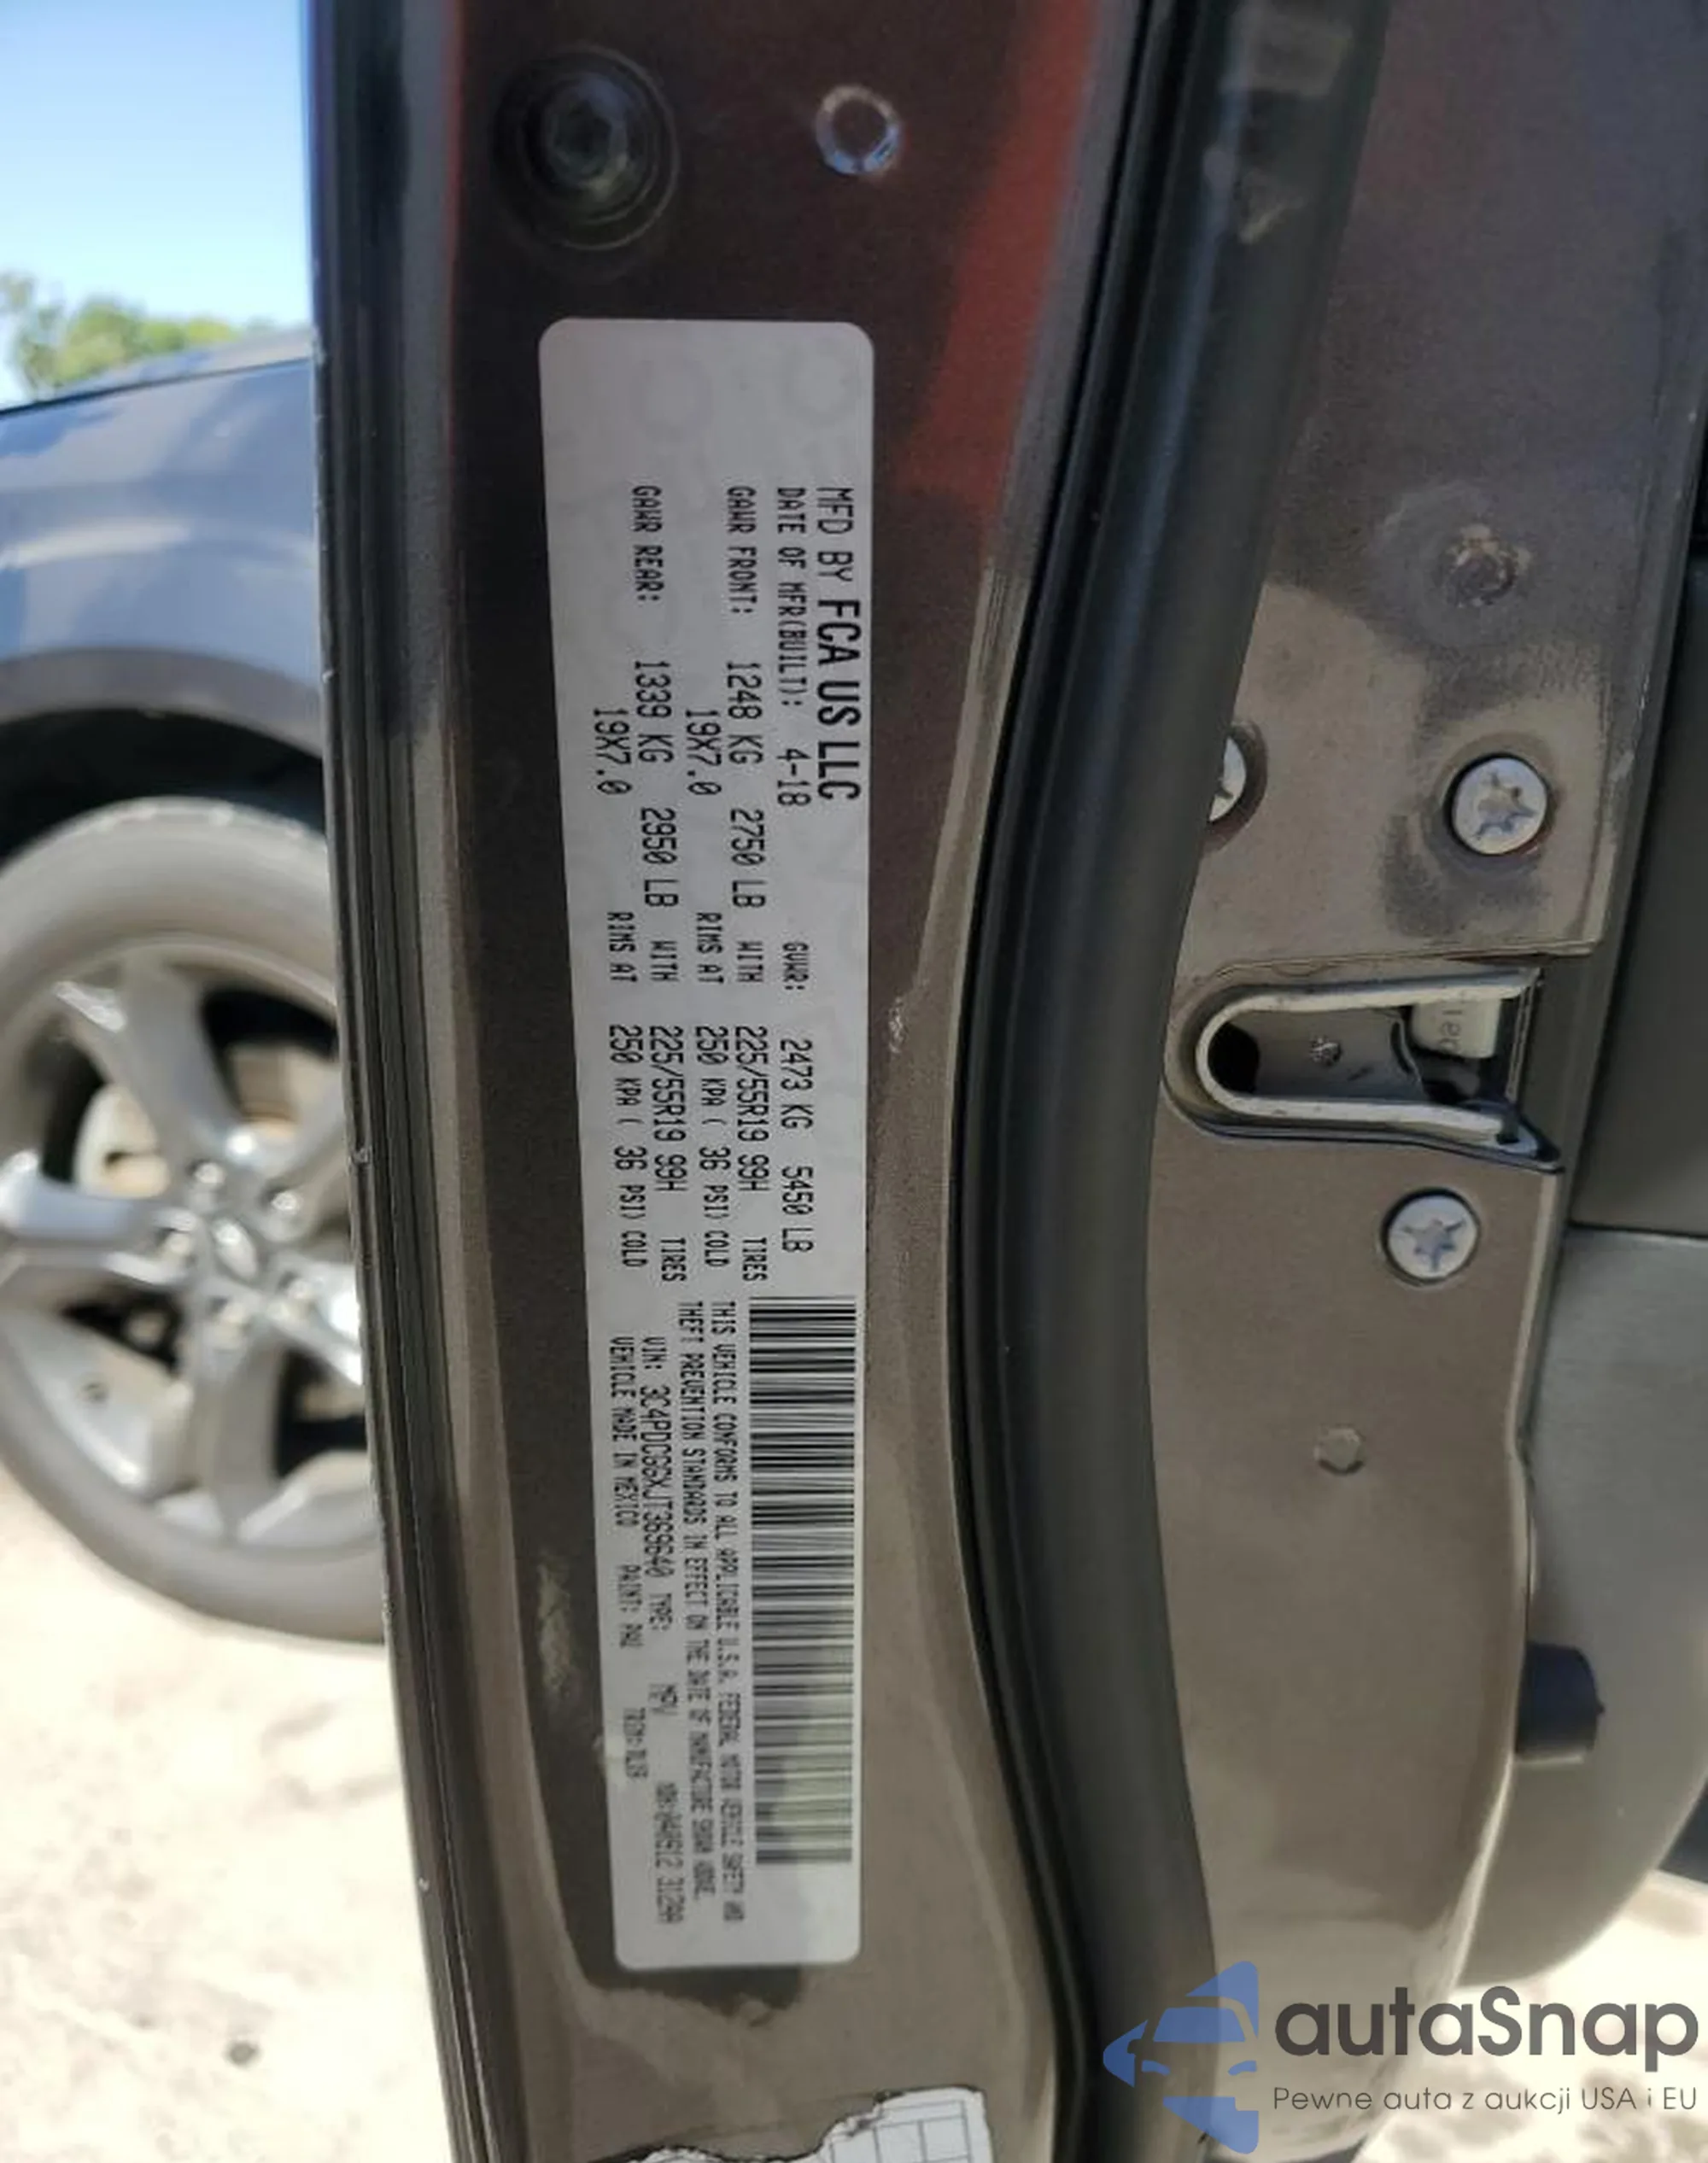 MFD BY FCA US LLC
DATE OF MFR(BUILT): 4-18 GVWR: 2473 KG 5450 LB
GAWR FRONT: 1248 KG 2750 LB WITH 225/55R19 99H TIRES
19X7.0 RIMS AT 250 KPA ( 36 PSI) COLD
GAWR REAR: 1339 KG 2950 LB WITH 225/55R19 99H TIRES
19X7.0 RIMS AT 250 KPA ( 36 PSI) COLD
THIS VEHICLE CONFORMS TO ALL APPLICABLE U.S.A. FEDERAL MOTOR VEHICLE SAFETY AND
THEFT PREVENTION STANDARDS IN EFFECT ON THE DATE OF MANUFACTURE SHOWN ABOVE.
VIN: 3C4PDCGGXJT369640 TYPE: MPV
VEHICLE MADE IN MEXICO PAINT: PAU TRIM:
autaSnap
Pewne auta z aukcji USA i EU